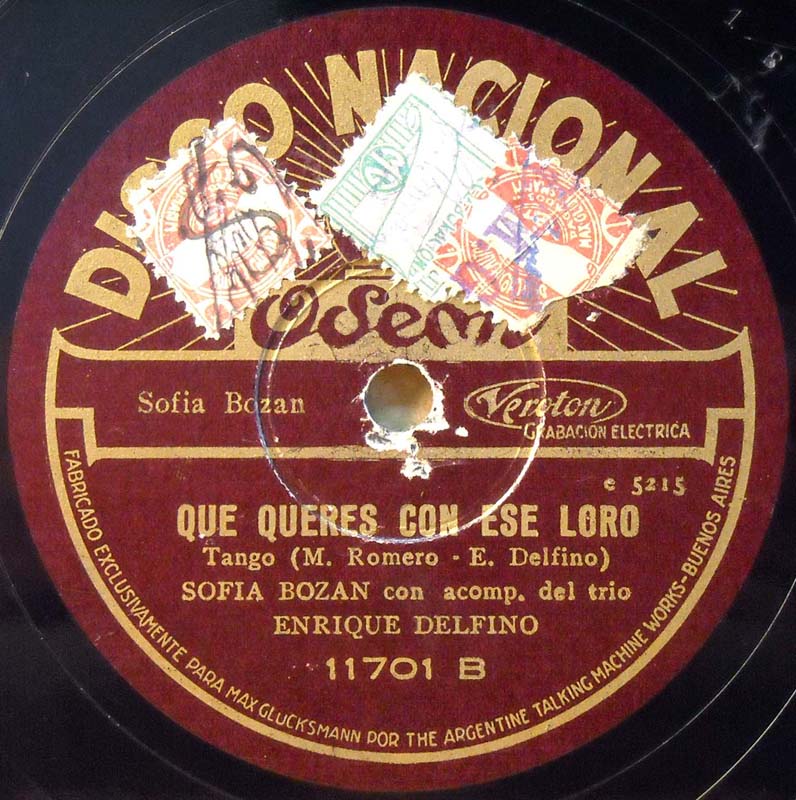 DISCO NACIONAL
Odeon
Sofia Bozan
Veroton
GRABACION ELECTRICA
e 5215
QUE QUERES CON ESE LORO
Tango (M. Romero - E. Delfino)
SOFIA BOZAN con acomp. del trio
ENRIQUE DELFINO
11701 B
FABRICADO EXCLUSIVAMENTE PARA MAX GLUCKSMANN POR THE ARGENTINE TALKING MACHINE WORKS-BUENOS AIRES